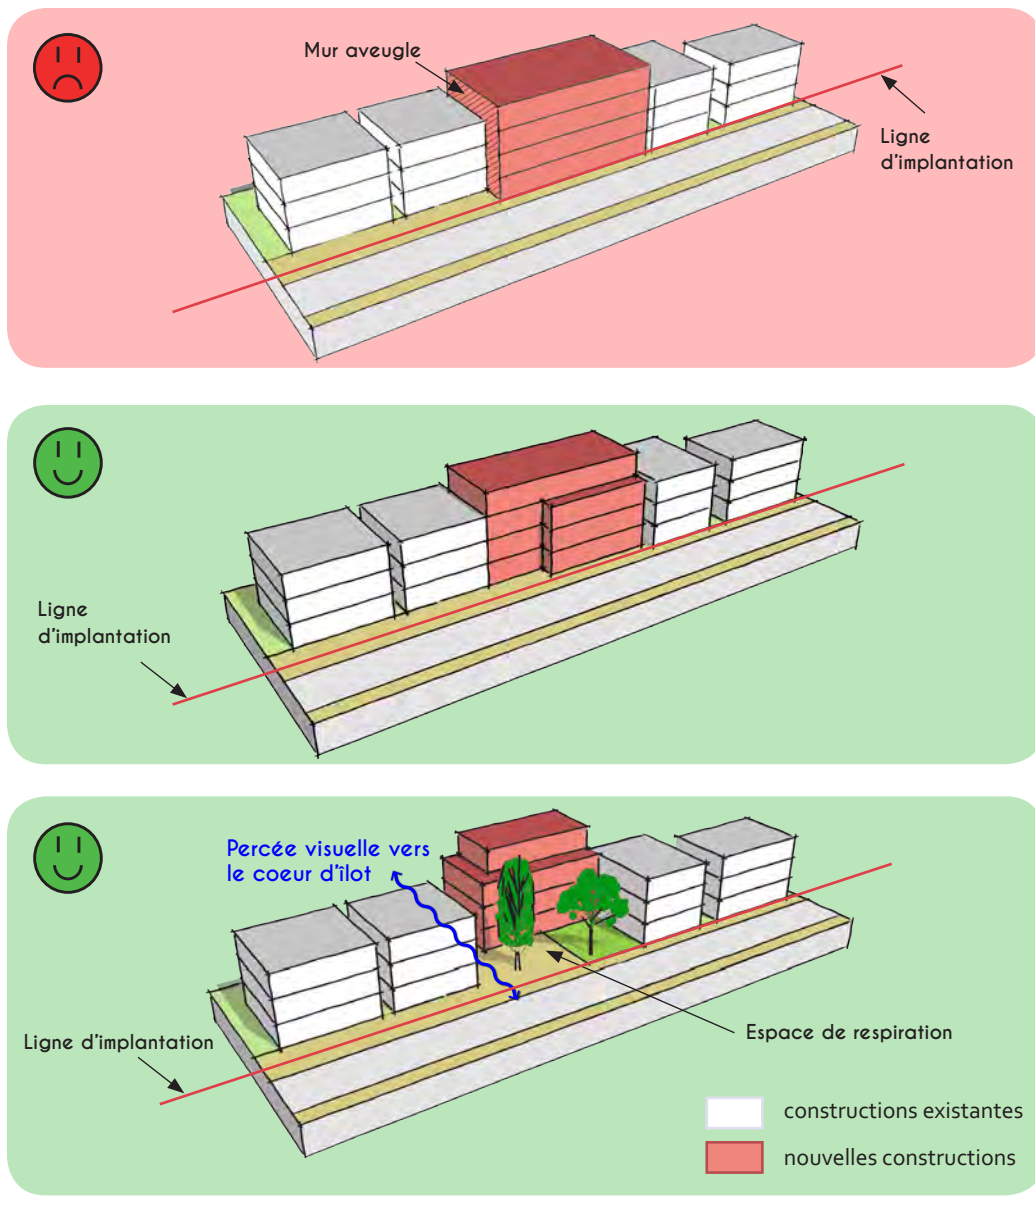 Mur aveugle
Ligne
d'implantation
Ligne
d'implantation
Percée visuelle vers
le coeur d'îlot
Ligne d'implantation
Espace de respiration
constructions existantes
nouvelles constructions